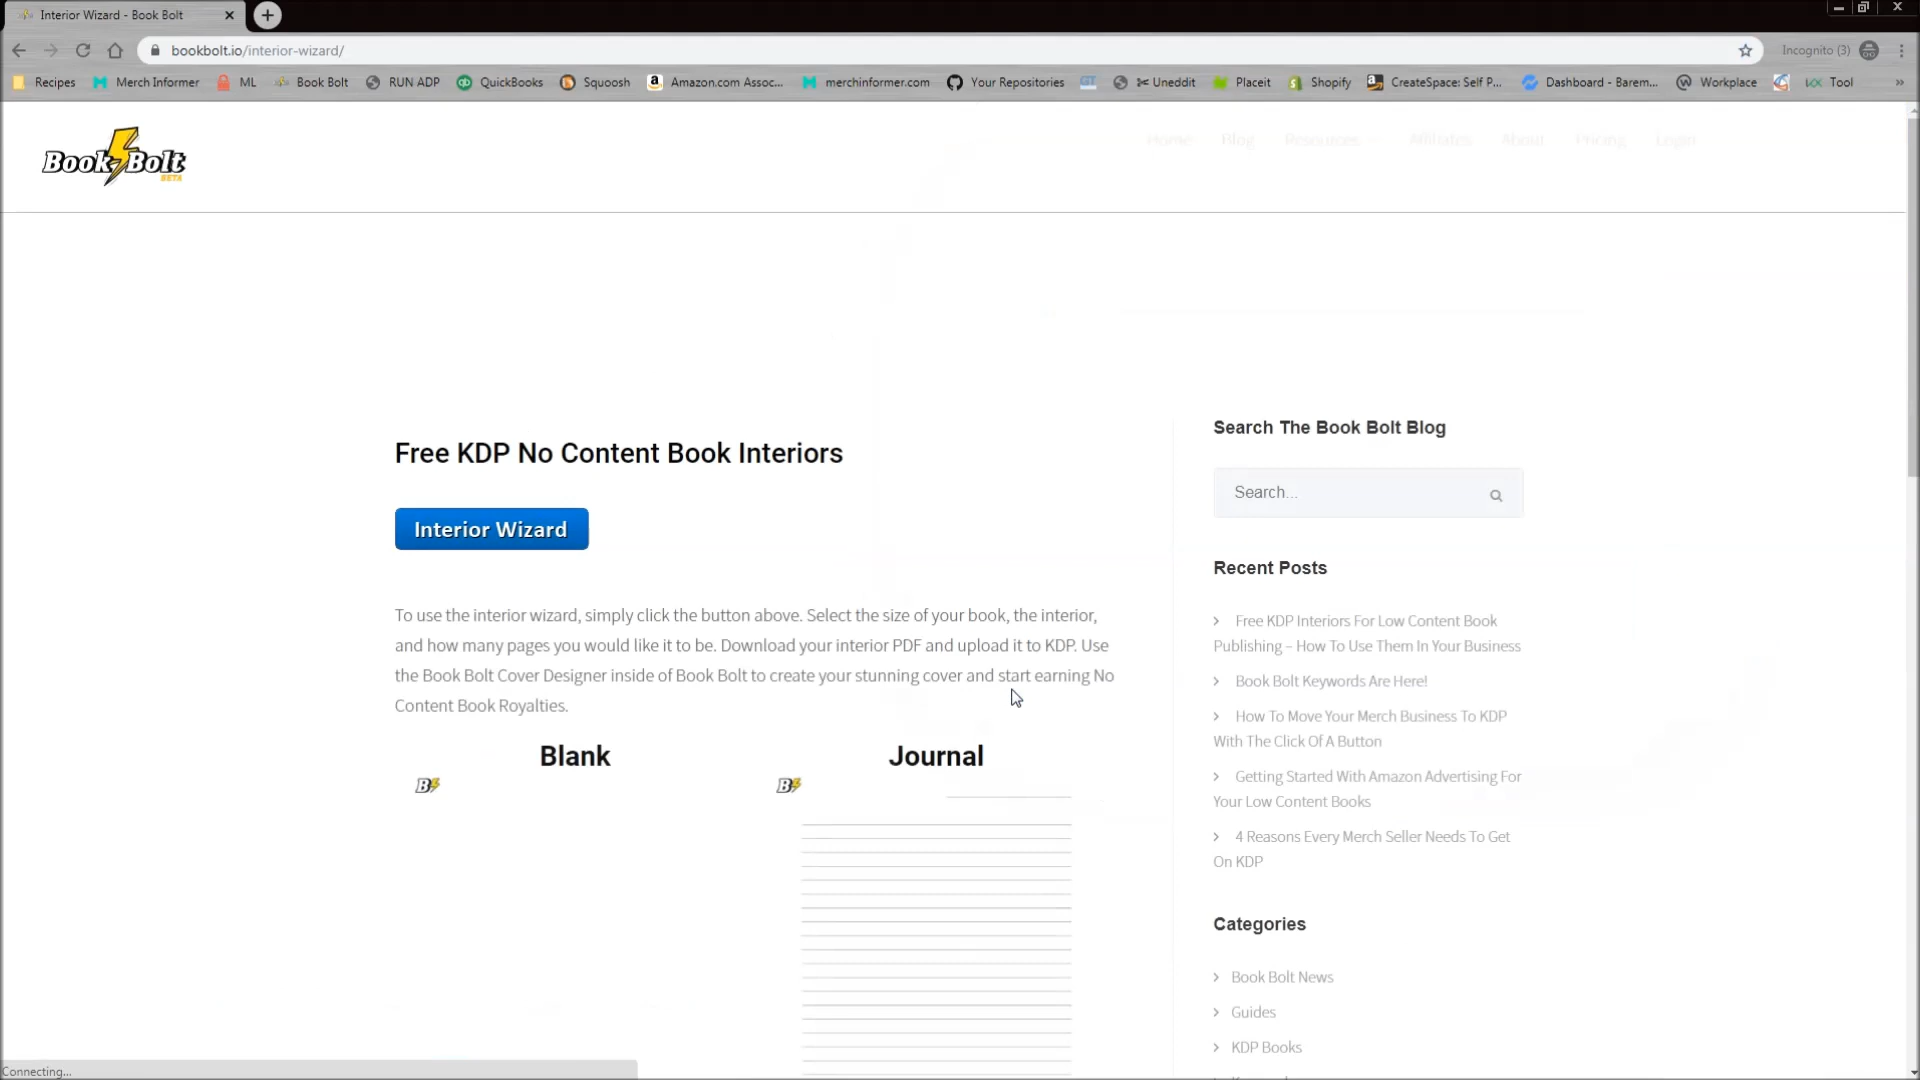 Interior Wizard - Book Bolt
bookbolt.io/interior-wizard/
Incognito (3)
Recipes Merch Informer ML Book Bolt RUN ADP QuickBooks Squoosh Amazon.com Assoc... merchinformer.com Your Repositories GT Uneddit Placeit Shopify CreateSpace: Self P... Dashboard - Barem... Workplace Tool »
Book Bolt
BETA
Home Blog Resources Affiliates About Pricing Login
Free KDP No Content Book Interiors
Interior Wizard
To use the interior wizard, simply click the button above. Select the size of your book, the interior,
and how many pages you would like it to be. Download your interior PDF and upload it to KDP. Use
the Book Bolt Cover Designer inside of Book Bolt to create your stunning cover and start earning No
Content Book Royalties.
Blank
B
Journal
B
Search The Book Bolt Blog
Search...
Recent Posts
Free KDP Interiors For Low Content Book
Publishing – How To Use Them In Your Business
Book Bolt Keywords Are Here!
How To Move Your Merch Business To KDP
With The Click Of A Button
Getting Started With Amazon Advertising For
Your Low Content Books
4 Reasons Every Merch Seller Needs To Get
On KDP
Categories
Book Bolt News
Guides
KDP Books
Connecting...